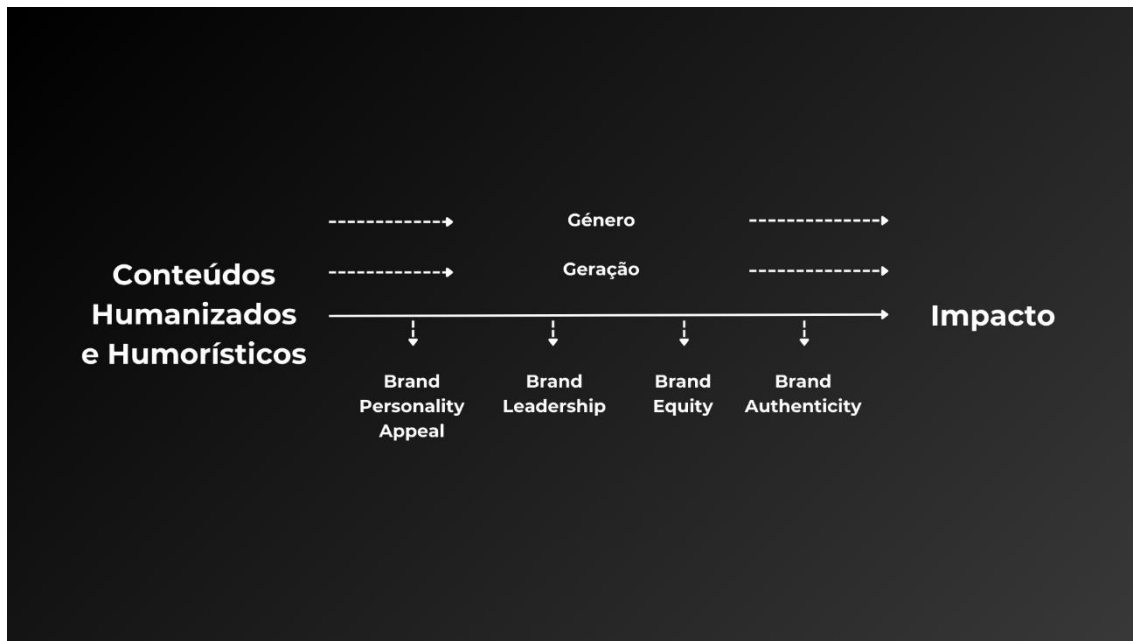 Género
Geração
Conteúdos
Humanizados
e Humorísticos
Impacto
Brand
Personality
Appeal
Brand
Leadership
Brand
Equity
Brand
Authenticity